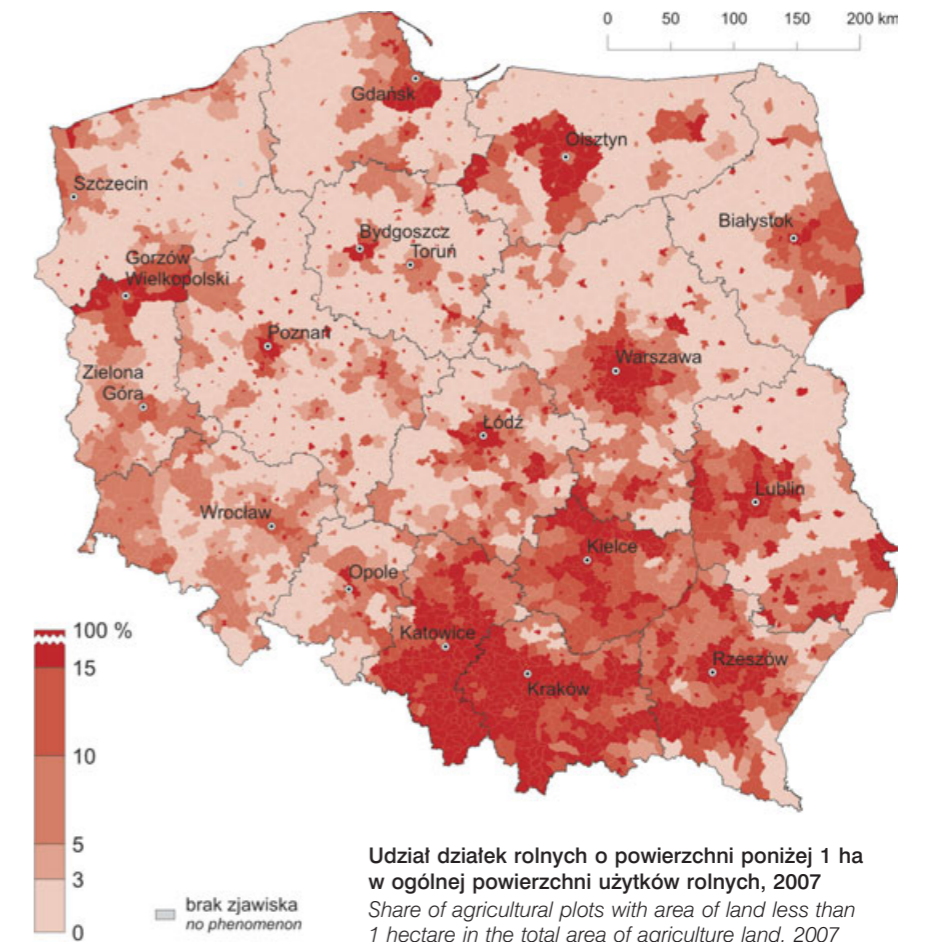 0 50 100 150 200 km
Gdańsk
Olsztyn
Szczecin
Białystok
Bydgoszcz
Toruń
Gorzów
Wielkopolski
Poznań
Warszawa
Zielona
Góra
Łódź
Lublin
Wrocław
Kielce
Opole
Katowice
Rzeszów
Kraków
100 %
15
10
5
3
0
brak zjawiska
no phenomenon
Udział działek rolnych o powierzchni poniżej 1 ha
w ogólnej powierzchni użytków rolnych, 2007
Share of agricultural plots with area of land less than
1 hectare in the total area of agriculture land, 2007